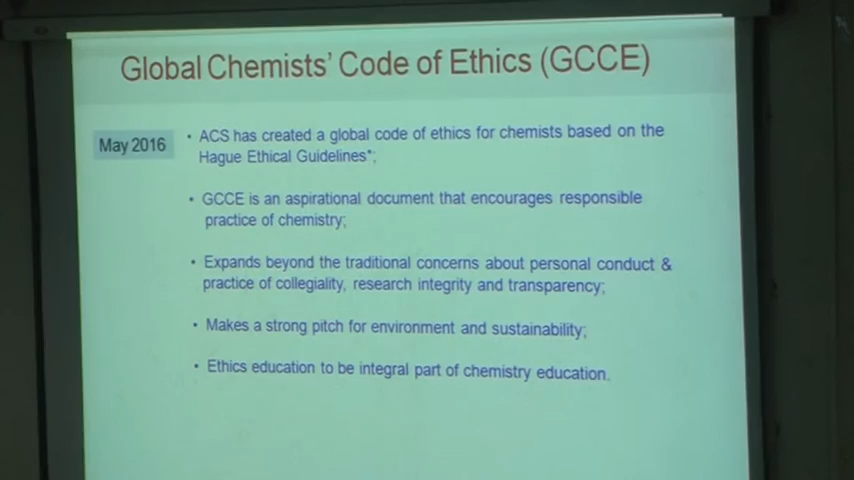 Global Chemists' Code of Ethics (GCCE)
May 2016
• ACS has created a global code of ethics for chemists based on the
Hague Ethical Guidelines*;
• GCCE is an aspirational document that encourages responsible
practice of chemistry;
• Expands beyond the traditional concerns about personal conduct &
practice of collegiality, research integrity and transparency;
• Makes a strong pitch for environment and sustainability;
• Ethics education to be integral part of chemistry education.